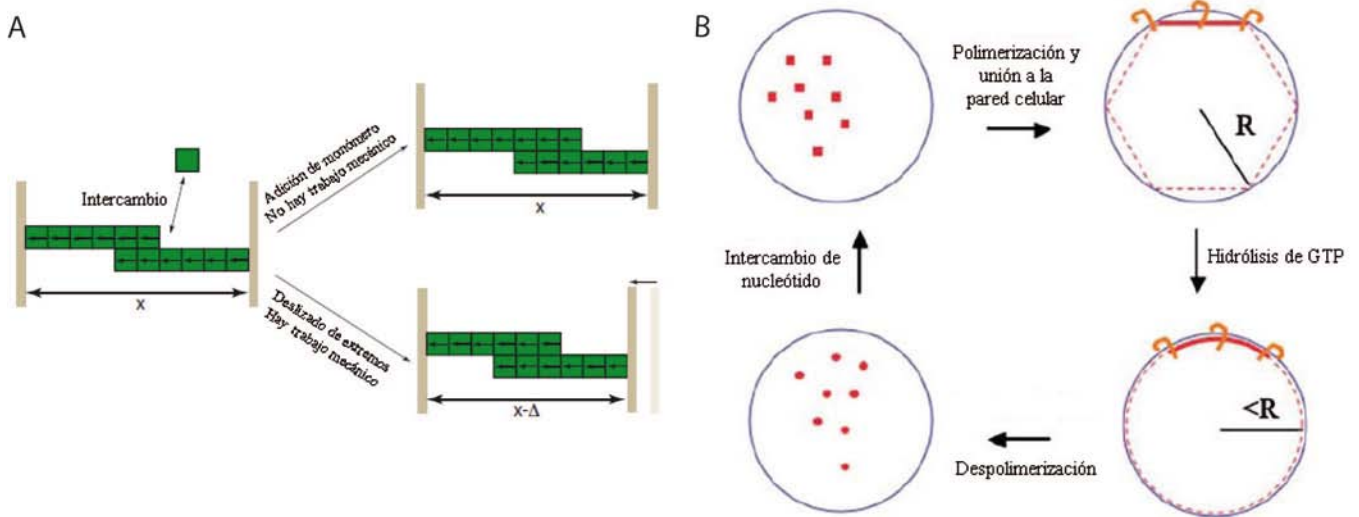 A
Intercambio
x
Adición de monómero
No hay trabajo mecánico
x
Deslizado de extremos
Hay trabajo mecánico
x-Δ
B
Polimerización y
unión a la
pared celular
R
Hidrólisis de GTP
<R
Despolimerización
Intercambio de
nucleótido